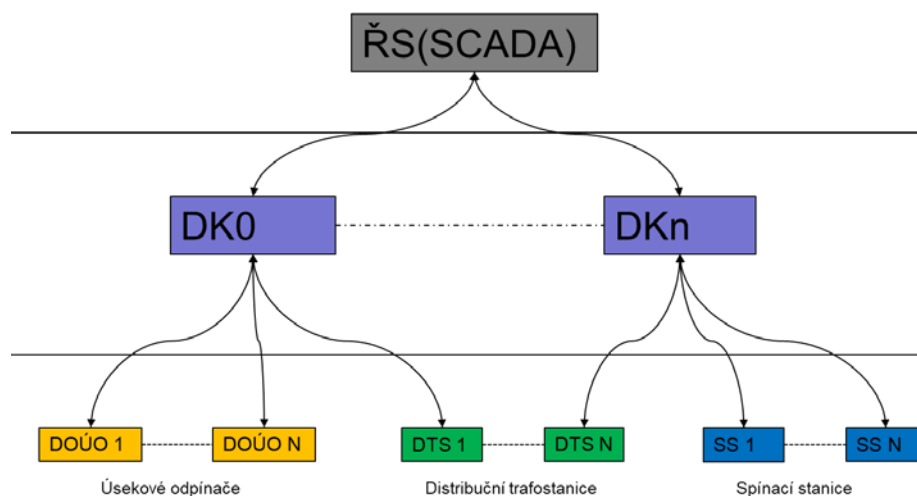 ŘS(SCADA)
DK0
DKn
DOÚO 1
DOÚO N
DTS 1
DTS N
SS 1
SS N
Úsekové odpínače
Distribuční trafostanice
Spínací stanice